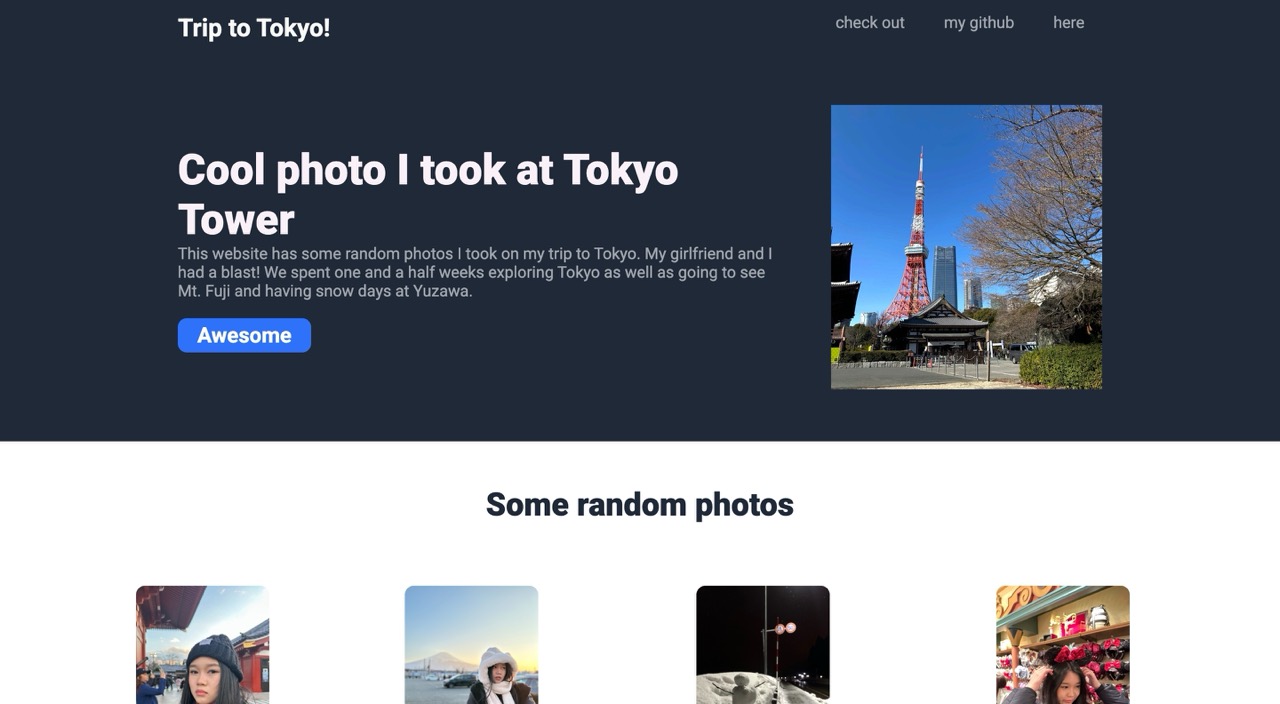 Trip to Tokyo!
check out my github here
Cool photo I took at Tokyo
Tower
This website has some random photos I took on my trip to Tokyo. My girlfriend and I
had a blast! We spent one and a half weeks exploring Tokyo as well as going to see
Mt. Fuji and having snow days at Yuzawa.
Awesome
Some random photos